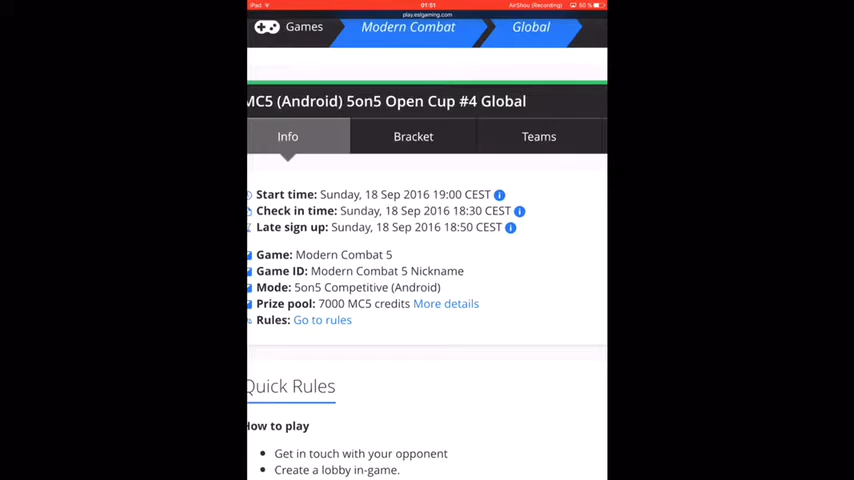 iPad 01:51 AirShou (Recording) 50 %
play.eslgaming.com
Games Modern Combat Global
MC5 (Android) 5on5 Open Cup #4 Global
Info Bracket Teams
Start time: Sunday, 18 Sep 2016 19:00 CEST
Check in time: Sunday, 18 Sep 2016 18:30 CEST
Late sign up: Sunday, 18 Sep 2016 18:50 CEST
Game: Modern Combat 5
Game ID: Modern Combat 5 Nickname
Mode: 5on5 Competitive (Android)
Prize pool: 7000 MC5 credits More details
Rules: Go to rules
Quick Rules
How to play
Get in touch with your opponent
Create a lobby in-game.